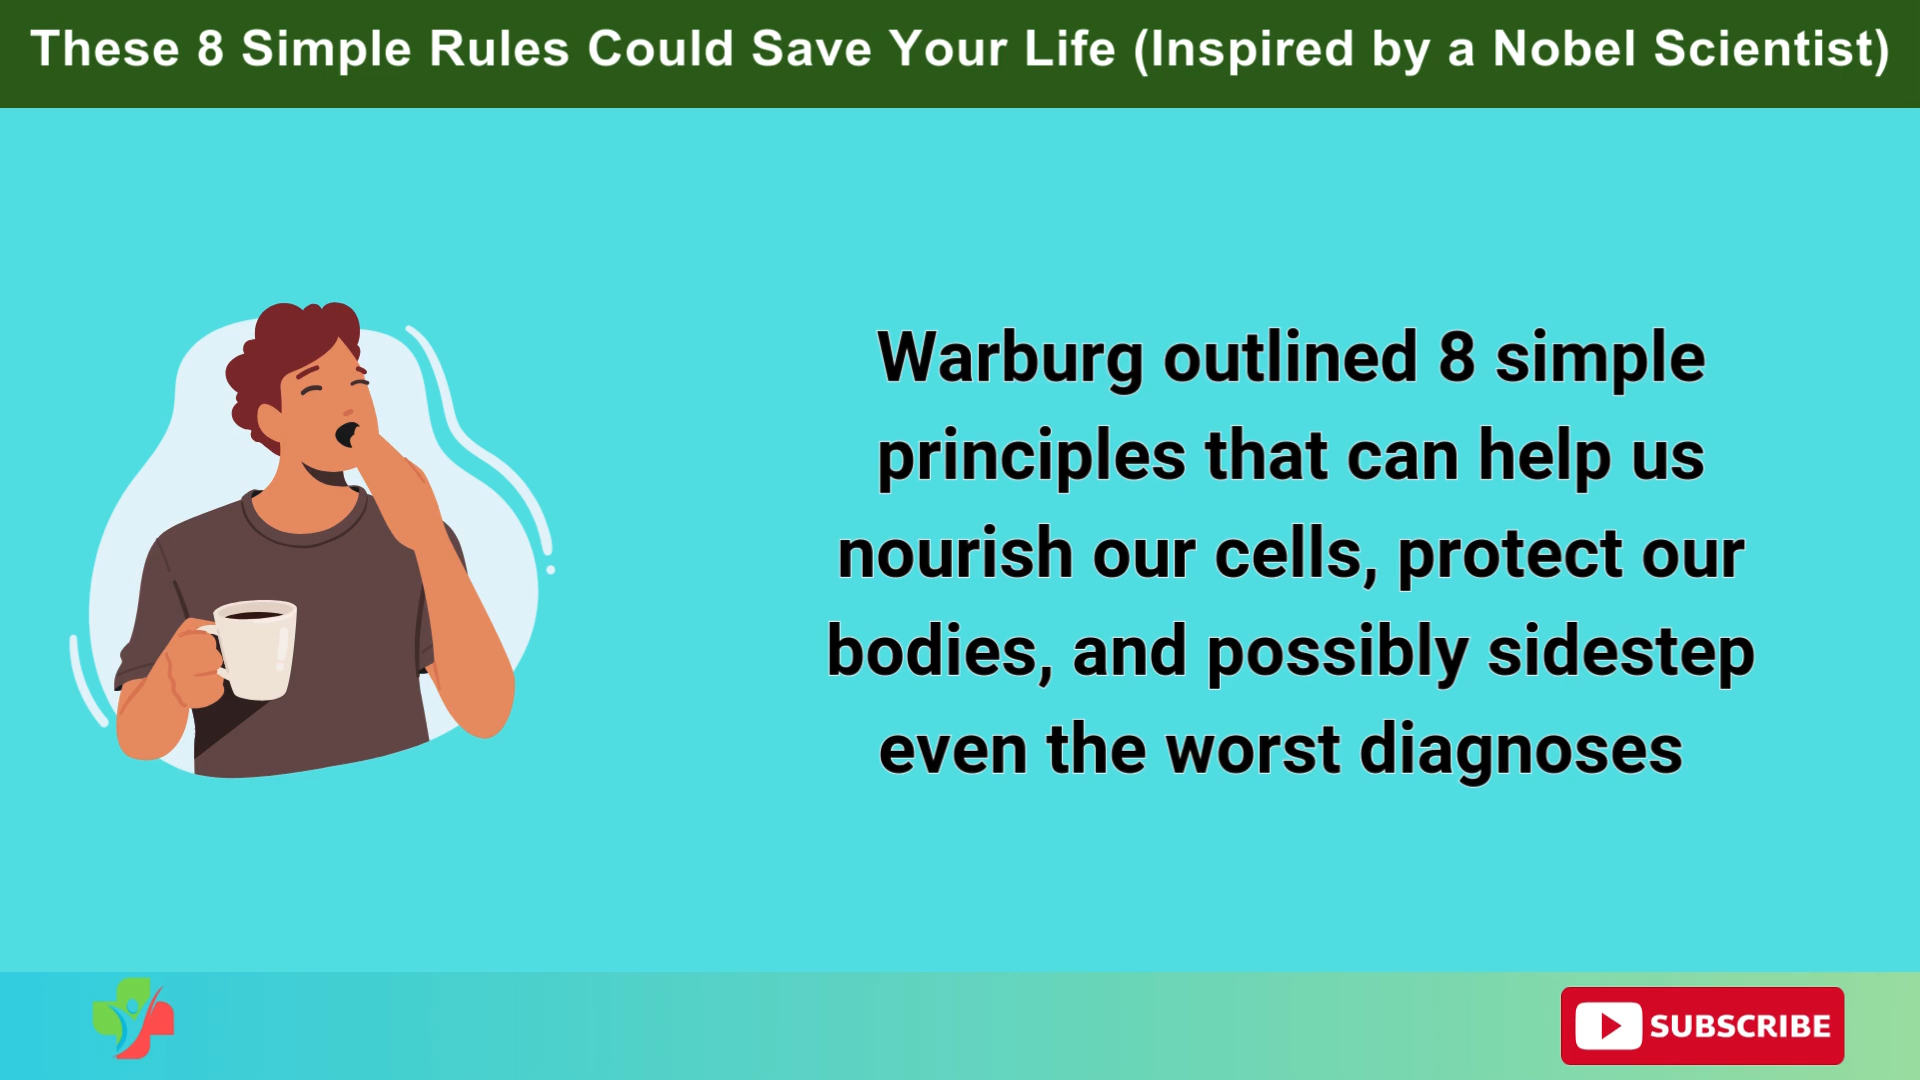 These 8 Simple Rules Could Save Your Life (Inspired by a Nobel Scientist)
Warburg outlined 8 simple
principles that can help us
nourish our cells, protect our
bodies, and possibly sidestep
even the worst diagnoses
SUBSCRIBE